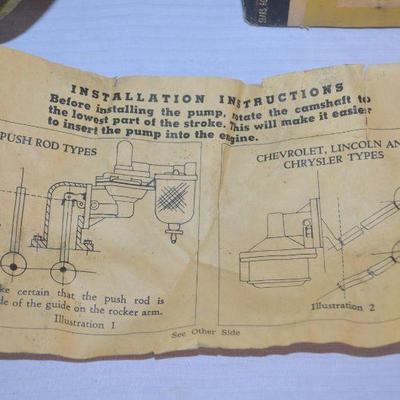 INSTALLATION INSTRUCTIONS
Before installing the pump, rotate the camshaft to
the lowest part of the stroke. This will make it easier
to insert the pump into the engine.
PUSH ROD TYPES
ke certain that the push rod is
de of the guide on the rocker arm.
Illustration 1
CHEVROLET, LINCOLN AN
CHRYSLER TYPES
Illustration 2
See Other Side